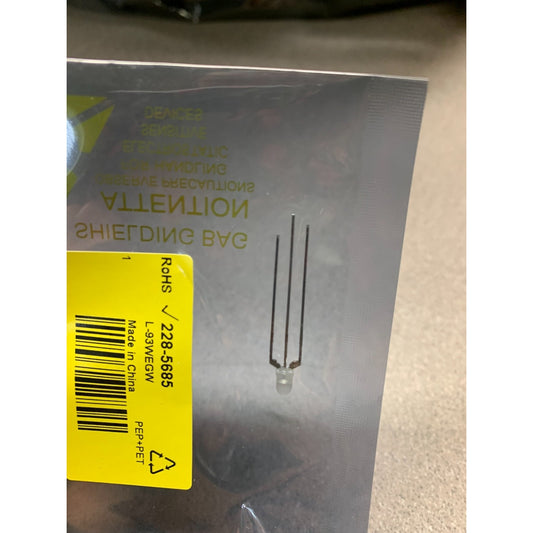 SHIELDING BAG
ATTENTION
OBSERVE PRECAUTIONS
FOR HANDLING
ELECTROSTATIC
SENSITIVE
DEVICES
1
RoHS ✓ 228-5685
L-93WEGW
Made in China
PEP+PET